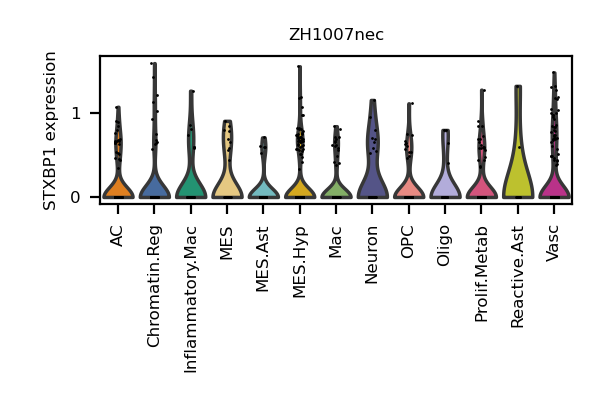 ZH1007nec
STXBP1 expression
1
0
AC
Chromatin.Reg
Inflammatory.Mac
MES
MES.Ast
MES.Hyp
Mac
Neuron
OPC
Oligo
Prolif.Metab
Reactive.Ast
Vasc